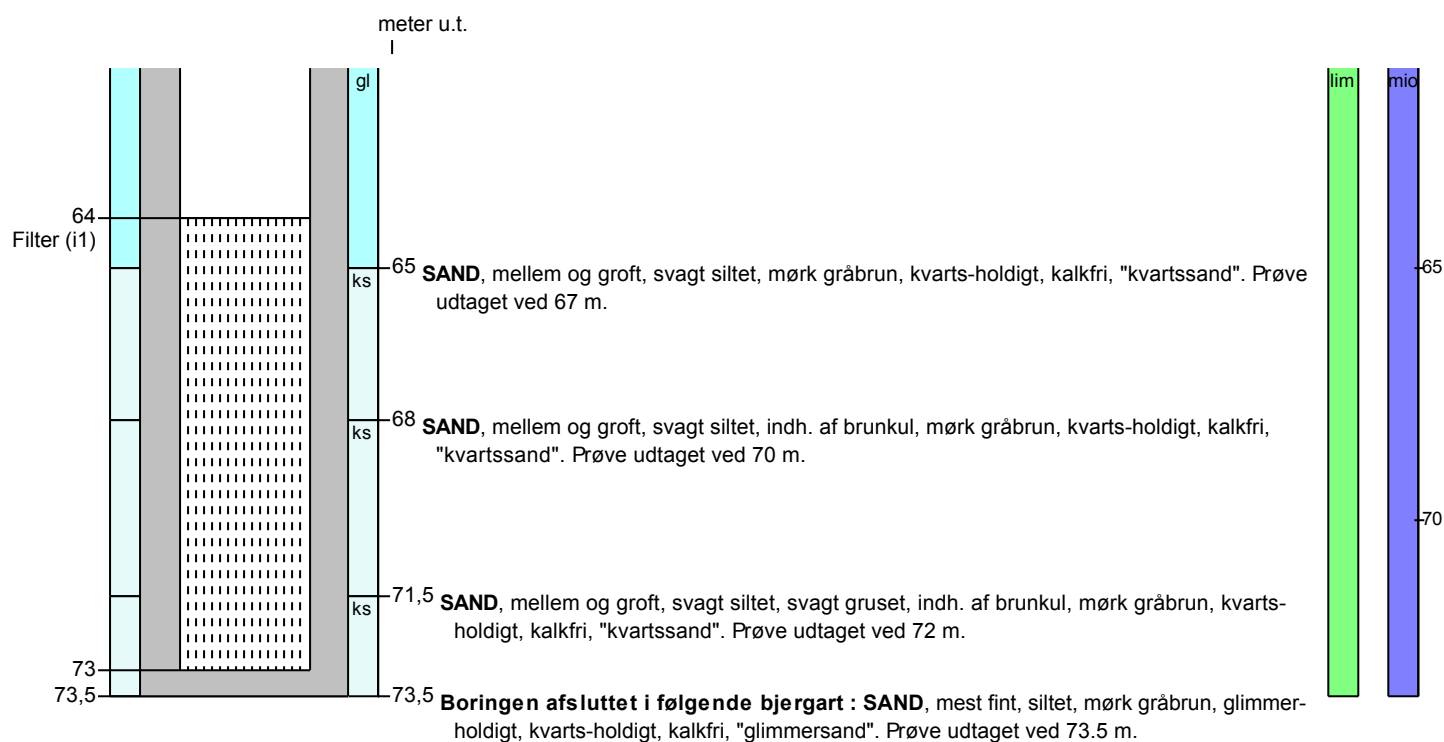 meter u.t.
gl
lim
mio
64
Filter (i1)
65 SAND, mellem og groft, svagt siltet, mørk gråbrun, kvarts-holdigt, kalkfri, "kvartssand". Prøve
65
ks
udtaget ved 67 m.
68 SAND, mellem og groft, svagt siltet, indh. af brunkul, mørk gråbrun, kvarts-holdigt, kalkfri,
ks
"kvartssand". Prøve udtaget ved 70 m.
70
71,5 SAND, mellem og groft, svagt siltet, svagt gruset, indh. af brunkul, mørk gråbrun, kvarts-
ks
holdigt, kalkfri, "kvartssand". Prøve udtaget ved 72 m.
73
73,5
73,5 Boringen afsluttet i følgende bjergart : SAND, mest fint, siltet, mørk gråbrun, glimmer-
holdigt, kvarts-holdigt, kalkfri, "glimmersand". Prøve udtaget ved 73.5 m.